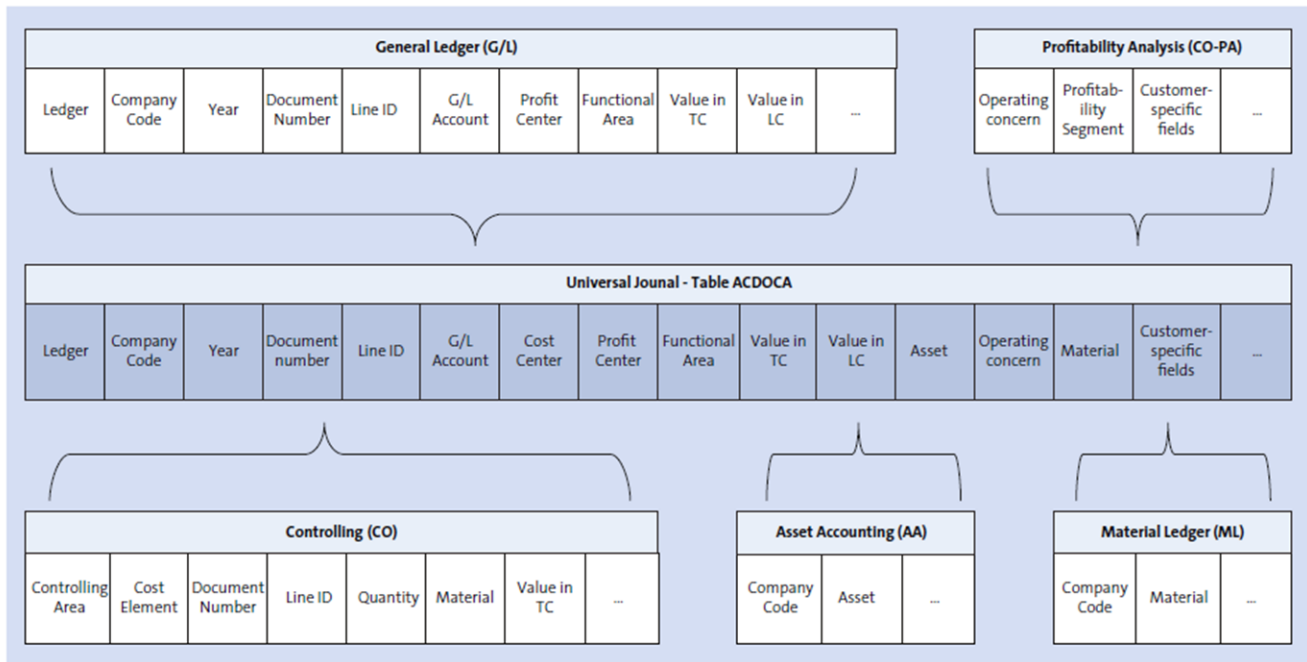 General Ledger (G/L)
Ledger
Company
Code
Year
Document
Number
Line ID
G/L
Account
Profit
Center
Functional
Area
Value in
TC
Value in
LC
...
Profitability Analysis (CO-PA)
Operating
concern
Profitab-
ility
Segment
Customer-
specific
fields
...
Universal Jounal - Table ACDOCA
Ledger
Company
Code
Year
Document
number
Line ID
G/L
Account
Cost
Center
Profit
Center
Functional
Area
Value in
TC
Value in
LC
Asset
Operating
concern
Material
Customer-
specific
fields
...
Controlling (CO)
Controlling
Area
Cost
Element
Document
Number
Line ID
Quantity
Material
Value in
TC
...
Asset Accounting (AA)
Company
Code
Asset
...
Material Ledger (ML)
Company
Code
Material
...